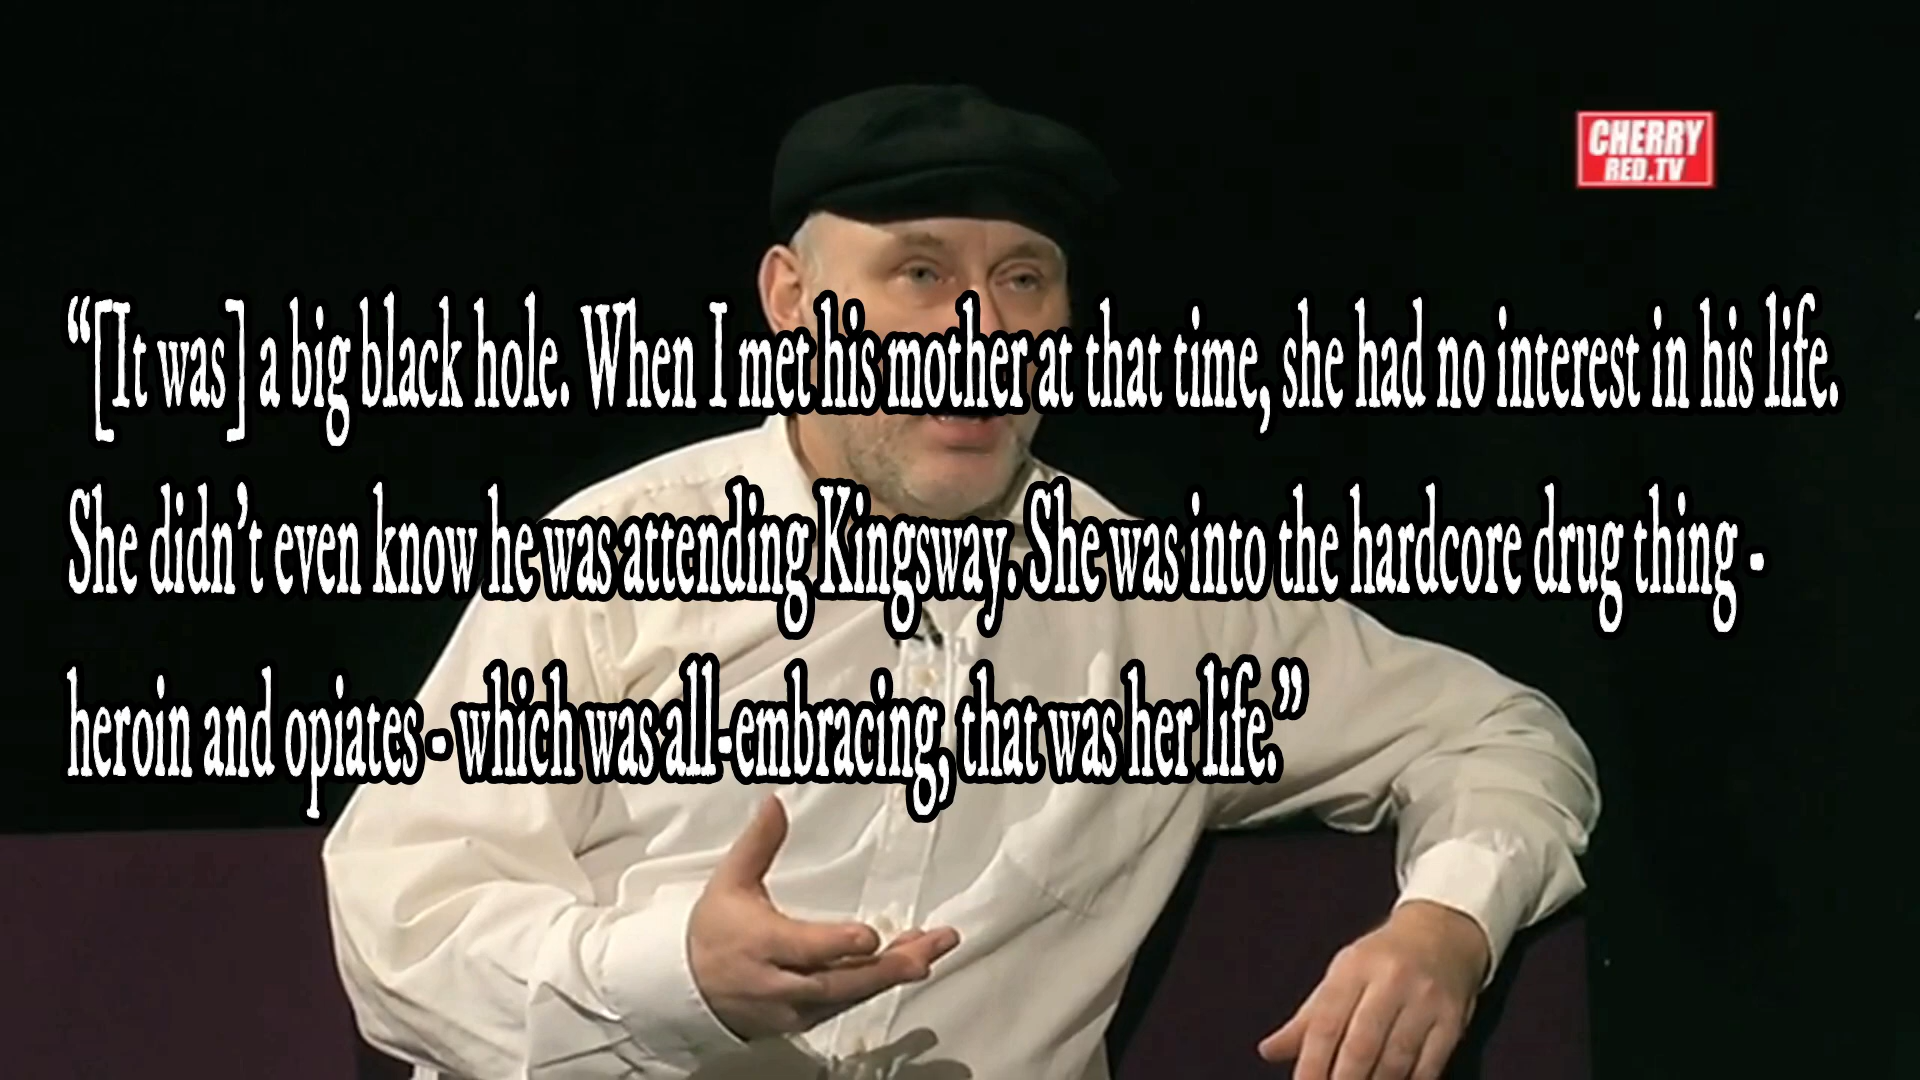 CHERRY
RED.TV
“[It was] a big black hole. When I met his mother at that time, she had no interest in his life.
She didn’t even know he was attending Kingsway. She was into the hardcore drug thing -
heroin and opiates - which was all-embracing, that was her life.”